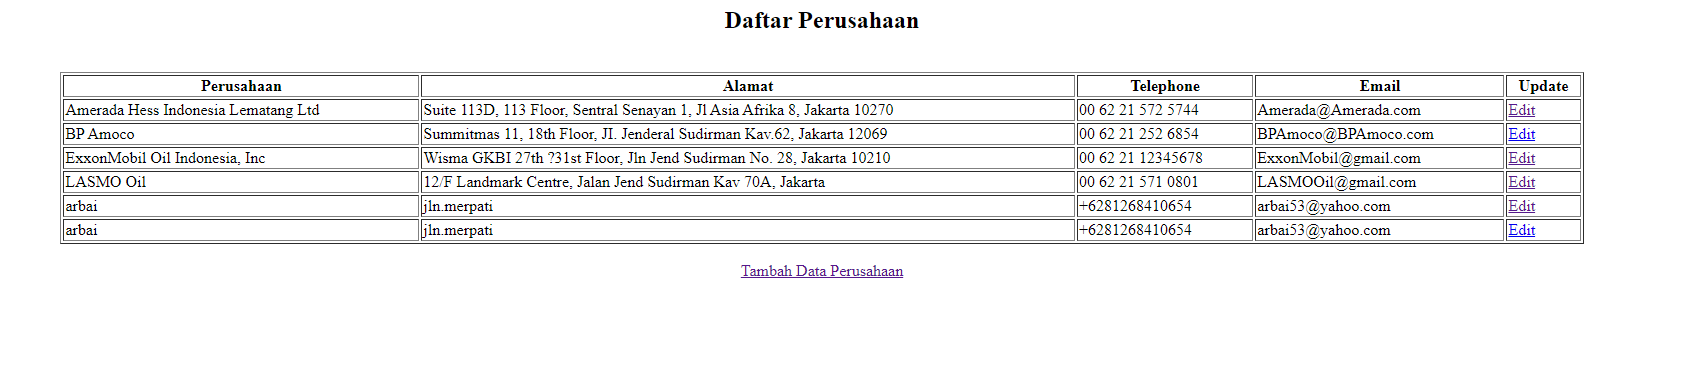 Daftar Perusahaan
Perusahaan Alamat Telephone Email Update
Amerada Hess Indonesia Lematang Ltd Suite 113D, 113 Floor, Sentral Senayan 1, Jl Asia Afrika 8, Jakarta 10270 00 62 21 572 5744 Amerada@Amerada.com Edit
BP Amoco Summitmas 11, 18th Floor, JI. Jenderal Sudirman Kav.62, Jakarta 12069 00 62 21 252 6854 BPAmoco@BPAmoco.com Edit
ExxonMobil Oil Indonesia, Inc Wisma GKBI 27th ?31st Floor, Jln Jend Sudirman No. 28, Jakarta 10210 00 62 21 12345678 ExxonMobil@gmail.com Edit
LASMO Oil 12/F Landmark Centre, Jalan Jend Sudirman Kav 70A, Jakarta 00 62 21 571 0801 LASMOOil@gmail.com Edit
arbai jln.merpati +6281268410654 arbai53@yahoo.com Edit
arbai jln.merpati +6281268410654 arbai53@yahoo.com Edit
Tambah Data Perusahaan